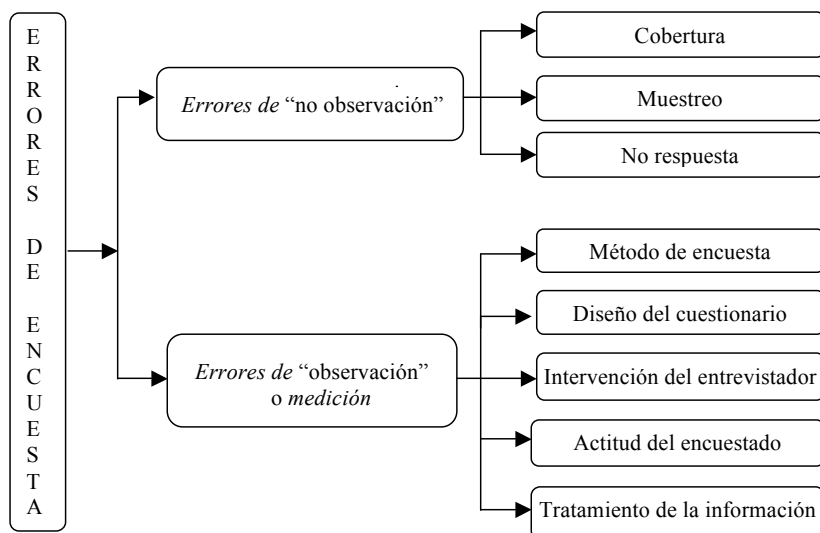 ERRORES DE ENCUESTA
Errores de “no observación”
Cobertura
Muestreo
No respuesta
Errores de “observación”
o medición
Método de encuesta
Diseño del cuestionario
Intervención del entrevistador
Actitud del encuestado
Tratamiento de la información